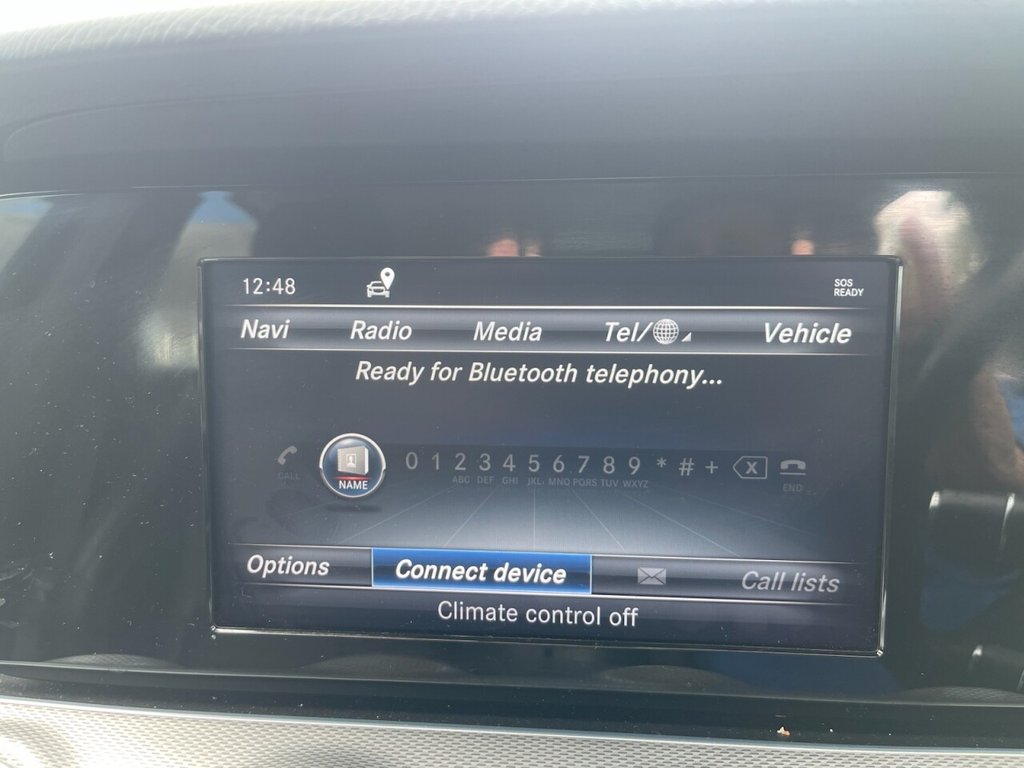 12:48 SOS
READY
Navi Radio Media Tel/ Vehicle
Ready for Bluetooth telephony...
CALL NAME 0 1 2 3 4 5 6 7 8 9 * # + X END
ABC DEF GHI JKL MNO PQRS TUV WXYZ
Options Connect device Call lists
Climate control off